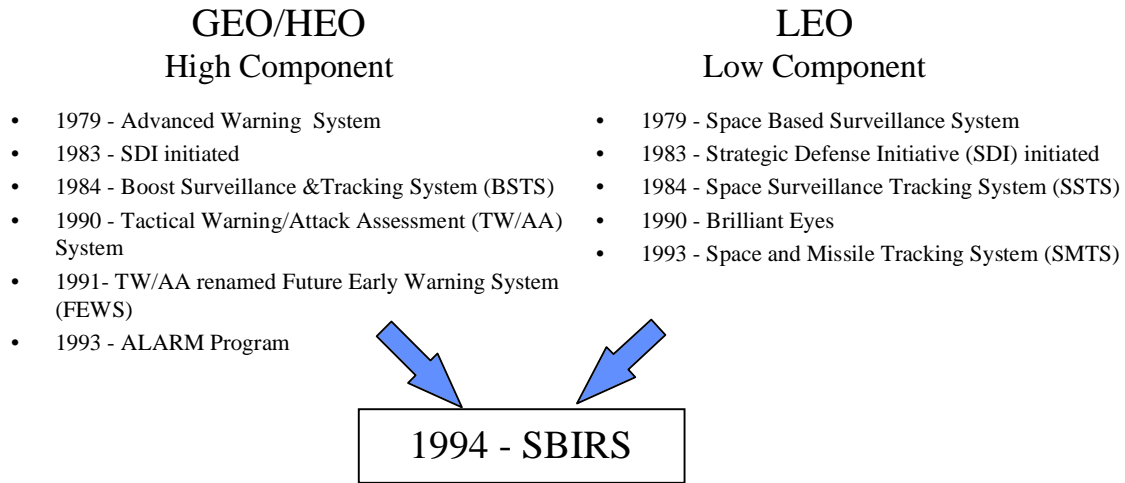 GEO/HEO
High Component
• 1979 - Advanced Warning System
• 1983 - SDI initiated
• 1984 - Boost Surveillance &Tracking System (BSTS)
• 1990 - Tactical Warning/Attack Assessment (TW/AA)
System
• 1991- TW/AA renamed Future Early Warning System
(FEWS)
• 1993 - ALARM Program
LEO
Low Component
• 1979 - Space Based Surveillance System
• 1983 - Strategic Defense Initiative (SDI) initiated
• 1984 - Space Surveillance Tracking System (SSTS)
• 1990 - Brilliant Eyes
• 1993 - Space and Missile Tracking System (SMTS)
1994 - SBIRS